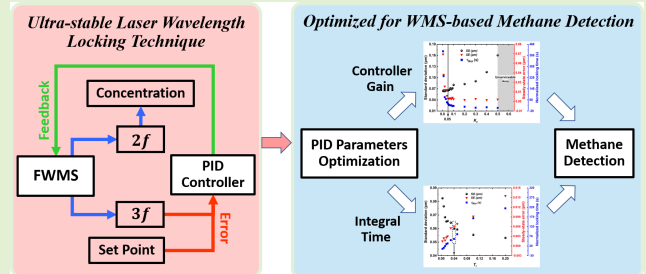 Ultra-stable Laser Wavelength
Locking Technique
Feedback
Concentration
2f
FWMS
PID
Controller
3f
Error
Set Point
Optimized for WMS-based Methane Detection
Controller
Gain
PID Parameters
Optimization
Methane
Detection
Integral
Time